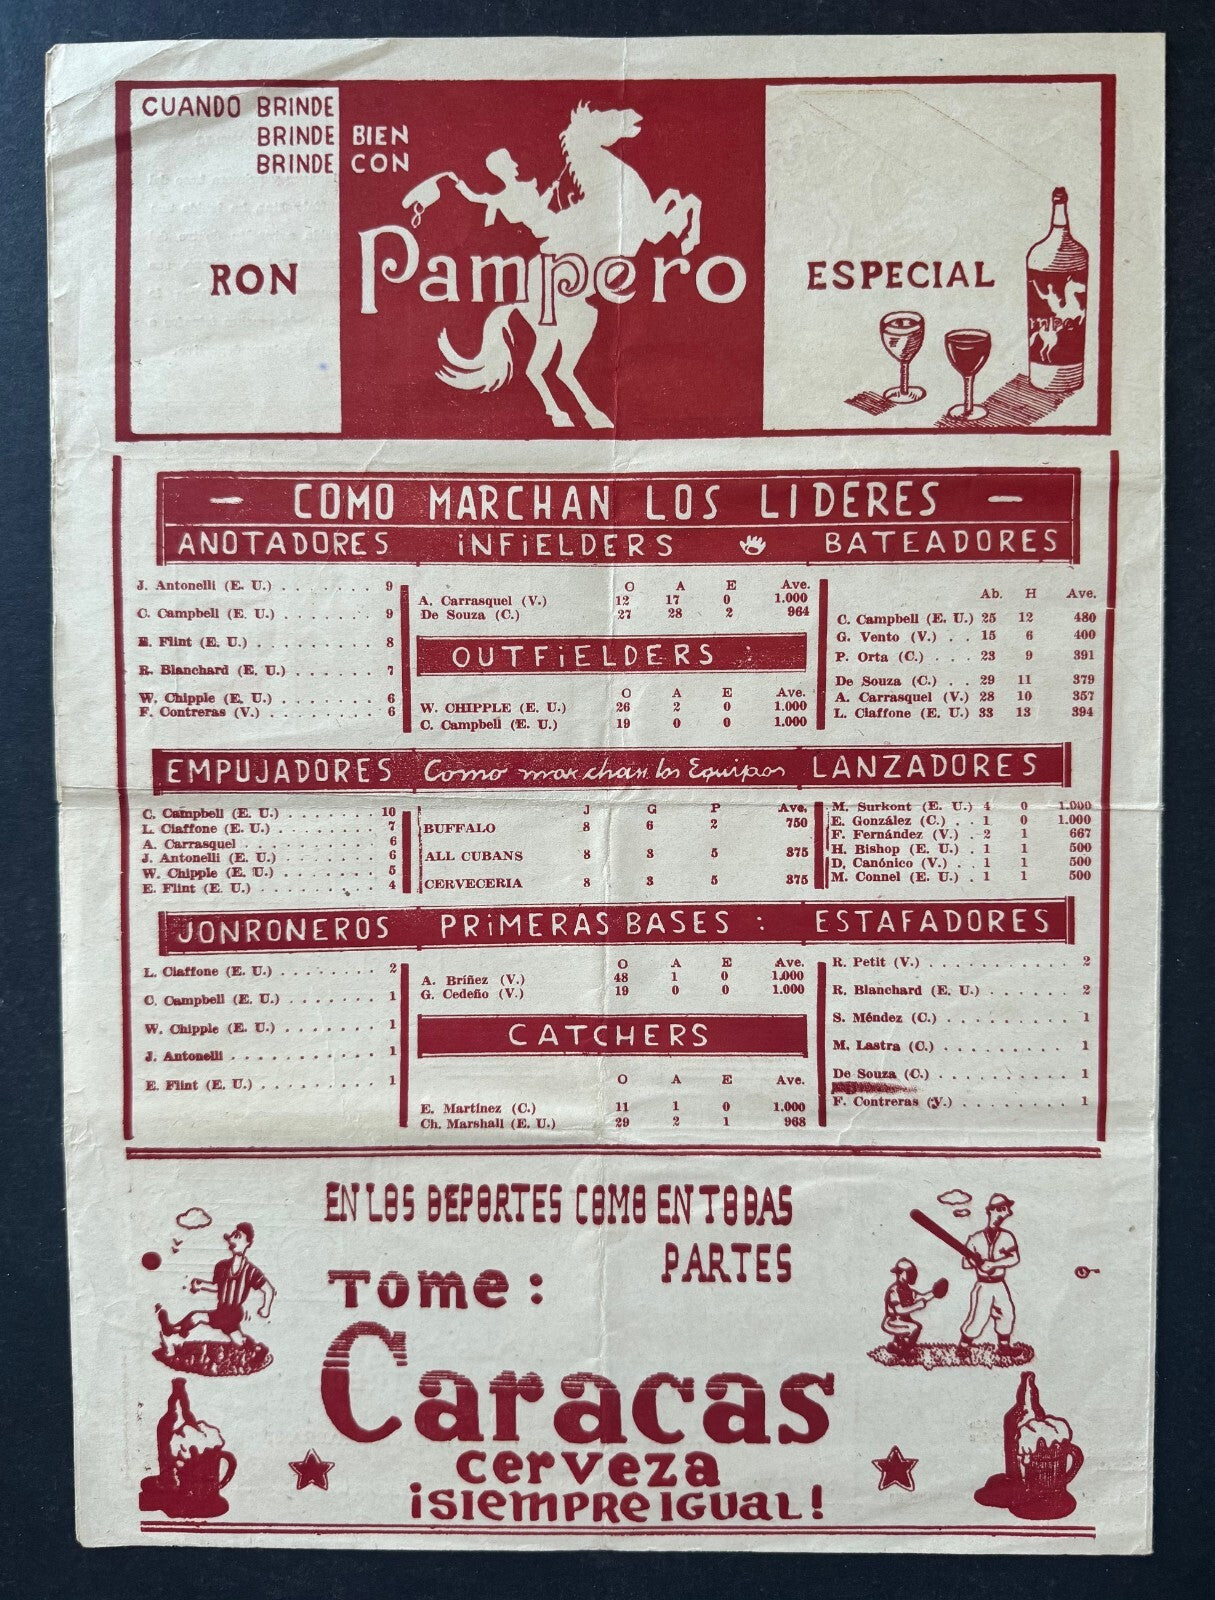 CUANDO BRINDE
BRINDE BIEN
BRINDE CON
RON Pampero ESPECIAL
- COMO MARCHAN LOS LIDERES -
ANOTADORES INFIELDERS BATEADORES
J. Antonelli (E. U.) . . . . . . . . 9
C. Campbell (E. U.) . . . . . . . 9
E. Flint (E. U.) . . . . . . . . . 8
R. Blanchard (E. U.) . . . . . . 7
W. Chipple (E. U.) . . . . . . . 6
F. Contreras (V.) . . . . . . . . 6
O A E Ave.
A. Carrasquel (V.) 12 17 0 1.000
De Souza (C.) 27 28 2 964
OUTFIELDERS
O A E Ave.
W. CHIPPLE (E. U.) 26 2 0 1.000
C. Campbell (E. U.) 19 0 0 1.000
Ab. H Ave.
C. Campbell (E. U.) 25 12 480
G. Vento (V.) . . 15 6 400
P. Orta (C.) . . . 23 9 391
De Souza (C.) . . 29 11 379
A. Carrasquel (V.) 28 10 357
L. Ciaffone (E. U.) 33 13 394
EMPUJADORES Como marchan los Equipos LANZADORES
C. Campbell (E. U.) . . . . . . . 10
L. Ciaffone (E. U.) . . . . . . . 7
A. Carrasquel . . . . . . . . . . 6
J. Antonelli (E. U.) . . . . . . . 6
W. Chipple (E. U.) . . . . . . . 5
E. Flint (E. U.) . . . . . . . . . 4
J G P Ave.
BUFFALO 8 6 2 750
ALL CUBANS 8 3 5 375
CERVECERIA 8 3 5 375
M. Surkont (E. U.) 4 0 1.000
E. González (C.) . . 1 0 1.000
F. Fernández (V.) . 2 1 667
H. Bishop (E. U.) . 1 1 500
D. Canónico (V.) . . 1 1 500
M. Connel (E. U.) . 1 1 500
JONRONEROS PRIMERAS BASES : ESTAFADORES
L. Ciaffone (E. U.) . . . . . . . . 2
C. Campbell (E. U.) . . . . . . . 1
W. Chipple (E. U.) . . . . . . . 1
J. Antonelli . . . . . . . . . . . 1
E. Flint (E. U.) . . . . . . . . . 1
O A E Ave.
A. Bríñez (V.) 48 1 0 1.000
G. Cedeño (V.) 19 0 0 1.000
CATCHERS
O A E Ave.
E. Martínez (C.) 11 1 0 1.000
Ch. Marshall (E. U.) 29 2 1 968
R. Petit (V.) . . . . . . . . . . . 2
R. Blanchard (E. U.) . . . . . . 2
S. Méndez (C.) . . . . . . . . . 1
M. Lastra (C.) . . . . . . . . . 1
De Souza (C.) . . . . . . . . . . 1
F. Contreras (V.) . . . . . . . . 1
EN LOS DEPORTES COMO EN TODAS
PARTES
TOME:
Caracas
cerveza
¡SIEMPRE IGUAL!